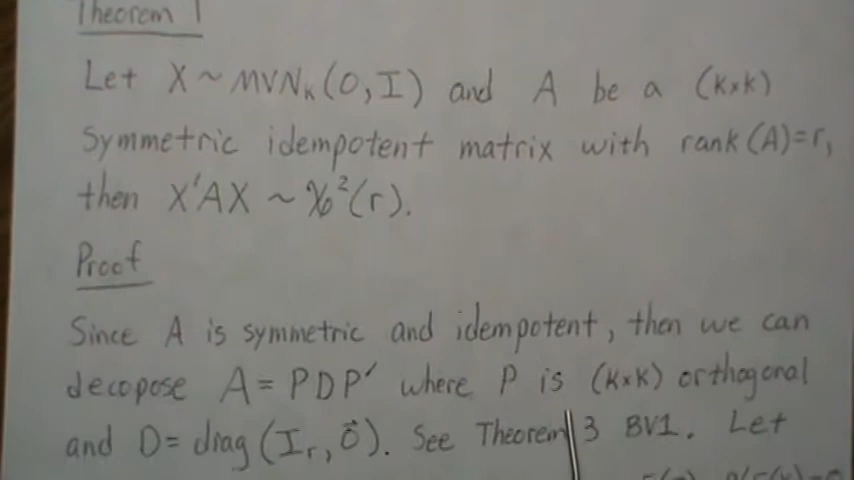 Theorem 1
Let X ~ MVN_k(0, I) and A be a (k×k)
Symmetric idempotent matrix with rank(A)=r,
then X'AX ~ χ²(r).
Proof
Since A is symmetric and idempotent, then we can
decopose A = PDP' where P is (k×k) orthogonal
and D= diag(I_r, 0⃗). See Theorem 3 BV1. Let